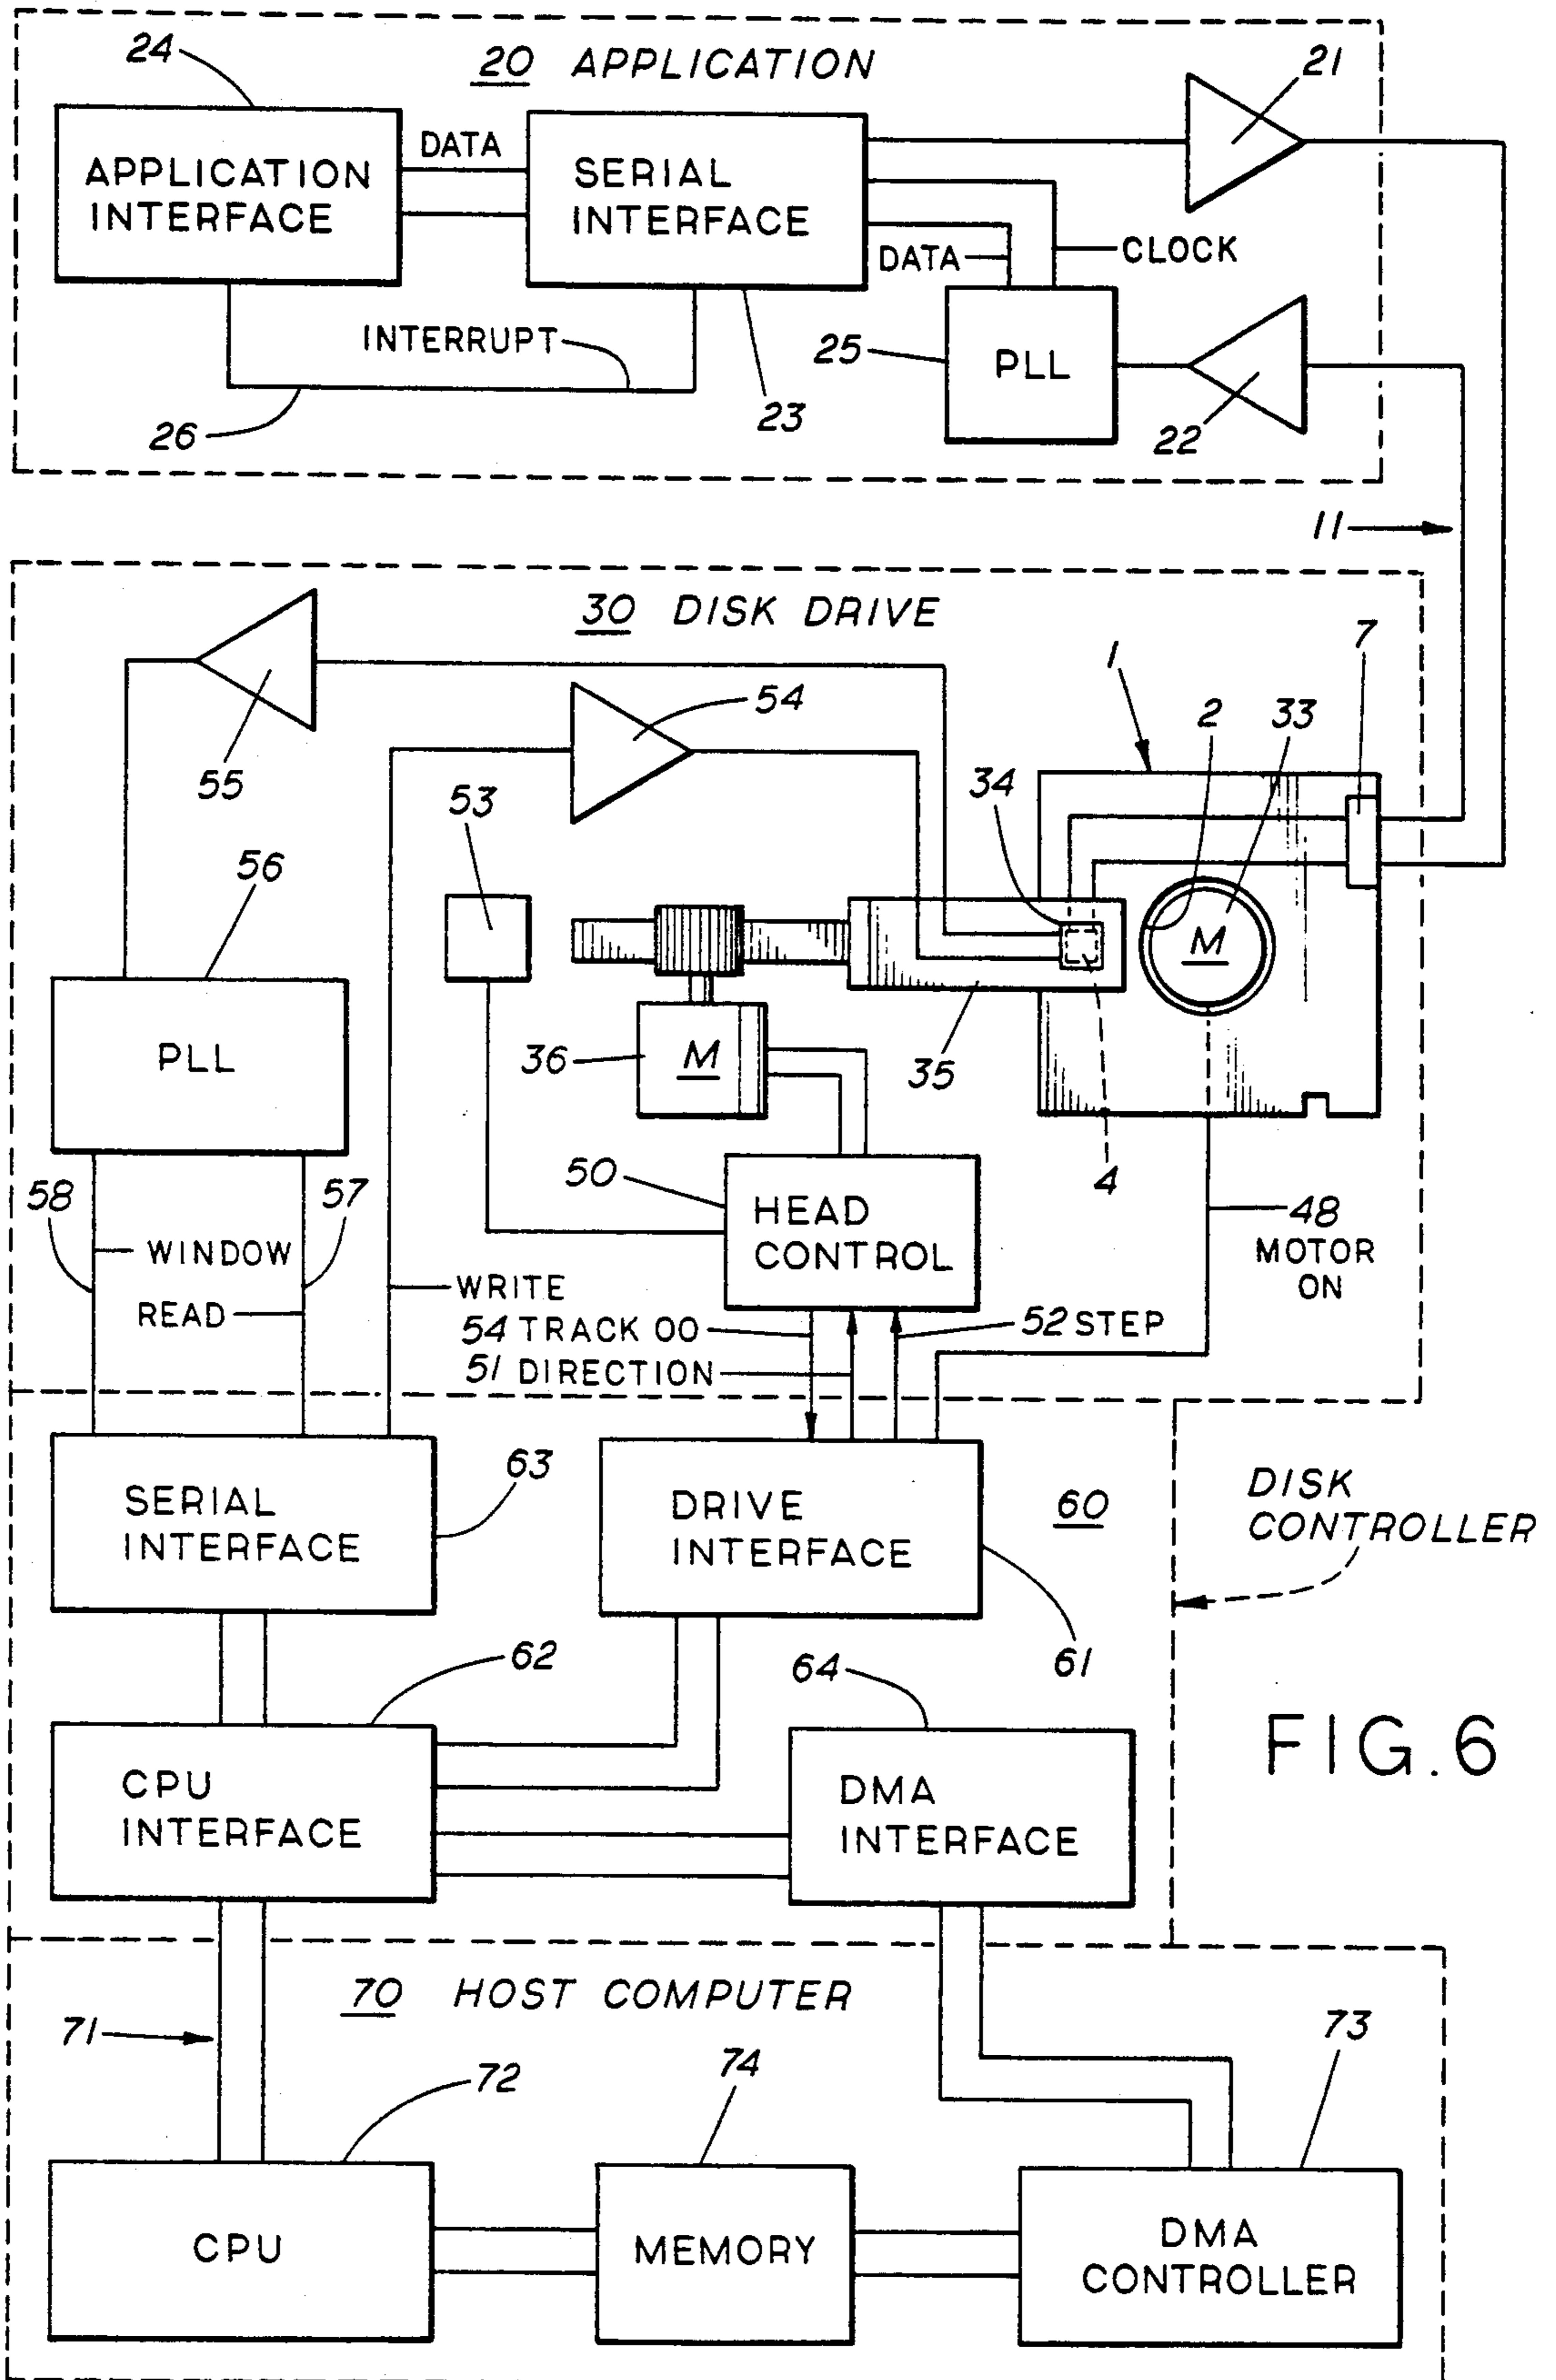 24
20 APPLICATION
21
APPLICATION
INTERFACE
DATA
SERIAL
INTERFACE
DATA
CLOCK
INTERRUPT
25
PLL
26
23
22
11
30 DISK DRIVE
7
1
54
2
33
55
53
34
56
M
PLL
36
M
35
4
58
57
50
HEAD
CONTROL
48
MOTOR
ON
WINDOW
READ
WRITE
54 TRACK 00
52 STEP
51 DIRECTION
SERIAL
INTERFACE
63
DRIVE
INTERFACE
60
DISK
CONTROLLER
62
64
61
CPU
INTERFACE
DMA
INTERFACE
FIG. 6
70 HOST COMPUTER
71
72
74
73
CPU
MEMORY
DMA
CONTROLLER